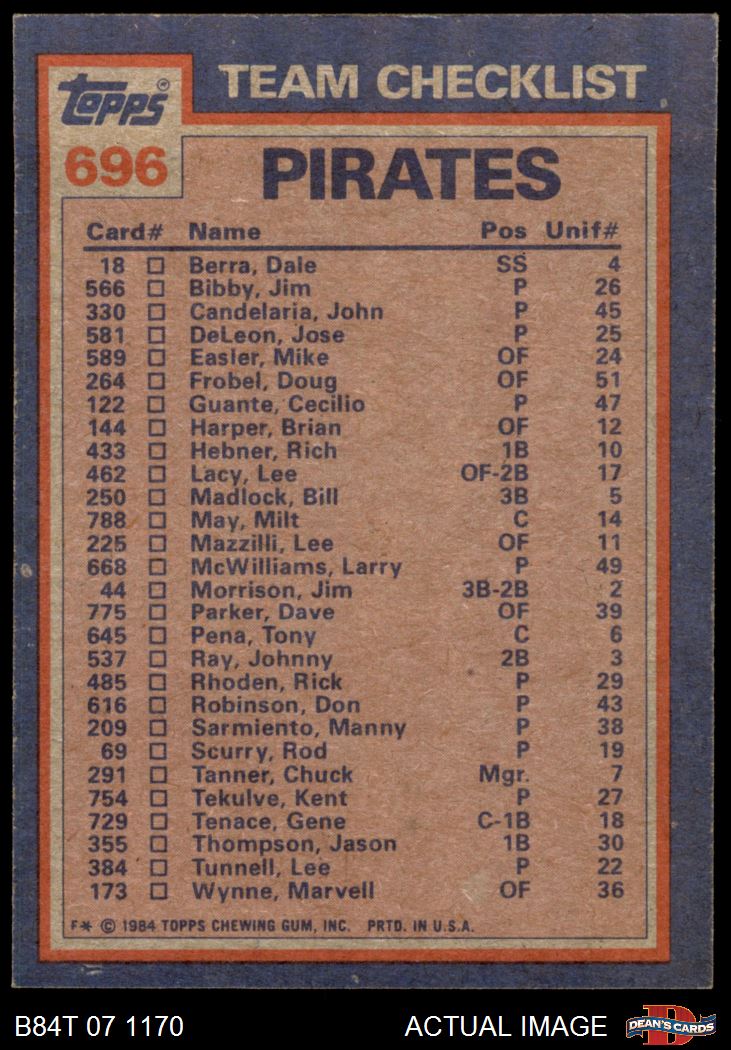 topps®
TEAM CHECKLIST
696
PIRATES
Card# Name Pos Unif#
18 □ Berra, Dale SS 4
566 □ Bibby, Jim P 26
330 □ Candelaria, John P 45
581 □ DeLeon, Jose P 25
589 □ Easler, Mike OF 24
264 □ Frobel, Doug OF 51
122 □ Guante, Cecilio P 47
144 □ Harper, Brian OF 12
433 □ Hebner, Rich 1B 10
462 □ Lacy, Lee OF-2B 17
250 □ Madlock, Bill 3B 5
788 □ May, Milt C 14
225 □ Mazzilli, Lee OF 11
668 □ McWilliams, Larry P 49
44 □ Morrison, Jim 3B-2B 2
775 □ Parker, Dave OF 39
645 □ Pena, Tony C 6
537 □ Ray, Johnny 2B 3
485 □ Rhoden, Rick P 29
616 □ Robinson, Don P 43
209 □ Sarmiento, Manny P 38
69 □ Scurry, Rod P 19
291 □ Tanner, Chuck Mgr. 7
754 □ Tekulve, Kent P 27
729 □ Tenace, Gene C-1B 18
355 □ Thompson, Jason 1B 30
384 □ Tunnell, Lee P 22
173 □ Wynne, Marvell OF 36
F* © 1984 TOPPS CHEWING GUM, INC. PRTD. IN U.S.A.
B84T 07 1170 ACTUAL IMAGE DEAN'S CARDS